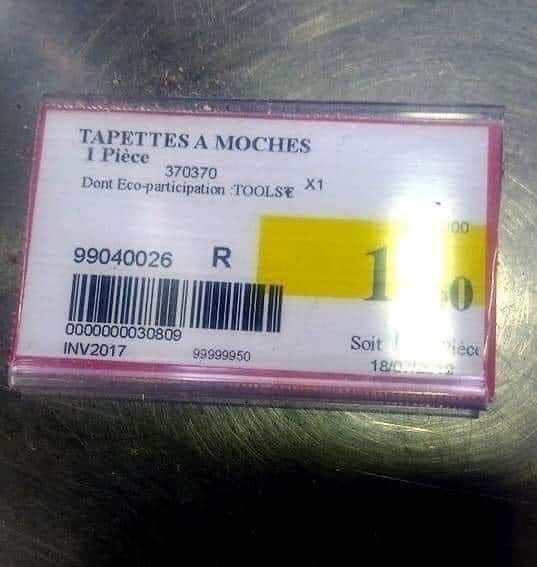 TAPETTES A MOCHES
1 Pièce
370370
Dont Eco-participation :TOOLS€ X1
99040026 R
0000000030809
INV2017 99999950
Soit